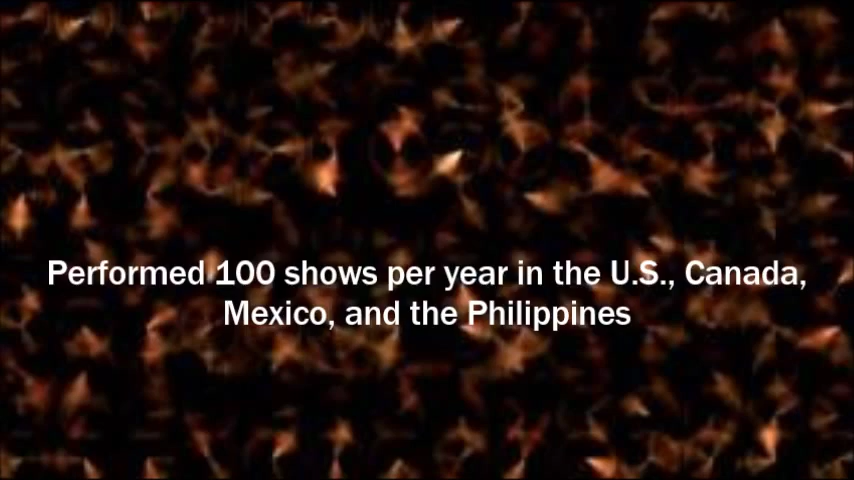 Performed 100 shows per year in the U.S., Canada,
Mexico, and the Philippines